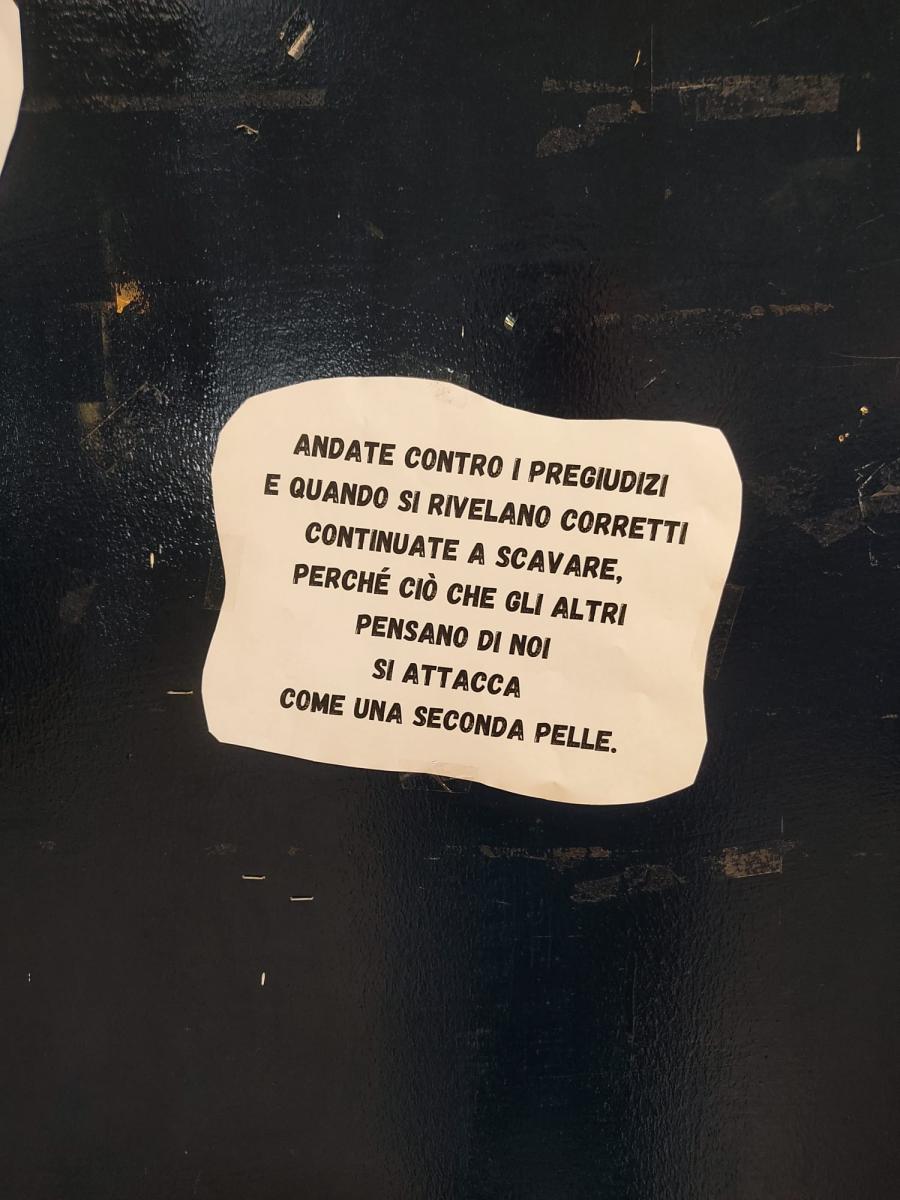 ANDATE CONTRO I PREGIUDIZI
E QUANDO SI RIVELANO CORRETTI
CONTINUATE A SCAVARE,
PERCHÉ CIÒ CHE GLI ALTRI
PENSANO DI NOI
SI ATTACCA
COME UNA SECONDA PELLE.